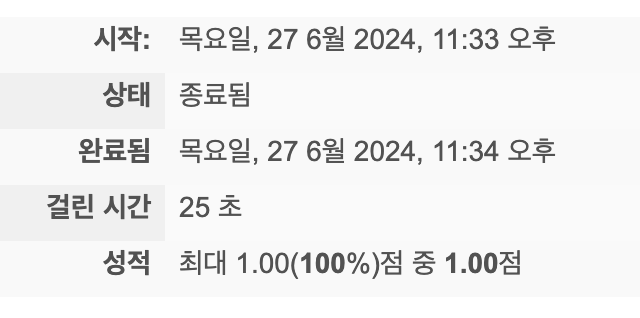 시작: 목요일, 27 6월 2024, 11:33 오후
상태 종료됨
완료됨 목요일, 27 6월 2024, 11:34 오후
걸린 시간 25 초
성적 최대 1.00(100%)점 중 1.00점